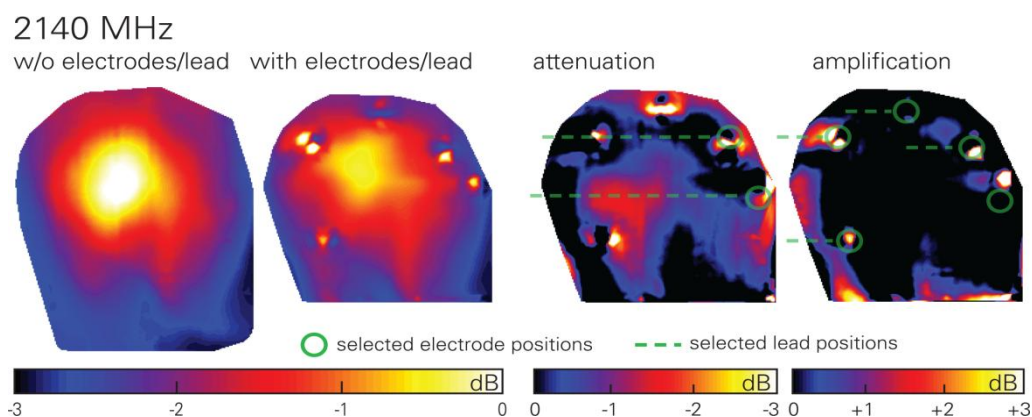 2140 MHz
w/o electrodes/lead with electrodes/lead attenuation amplification
selected electrode positions selected lead positions
dB dB dB
-3 -2 -1 0 0 -1 -2 -3 0 +1 +2 +3